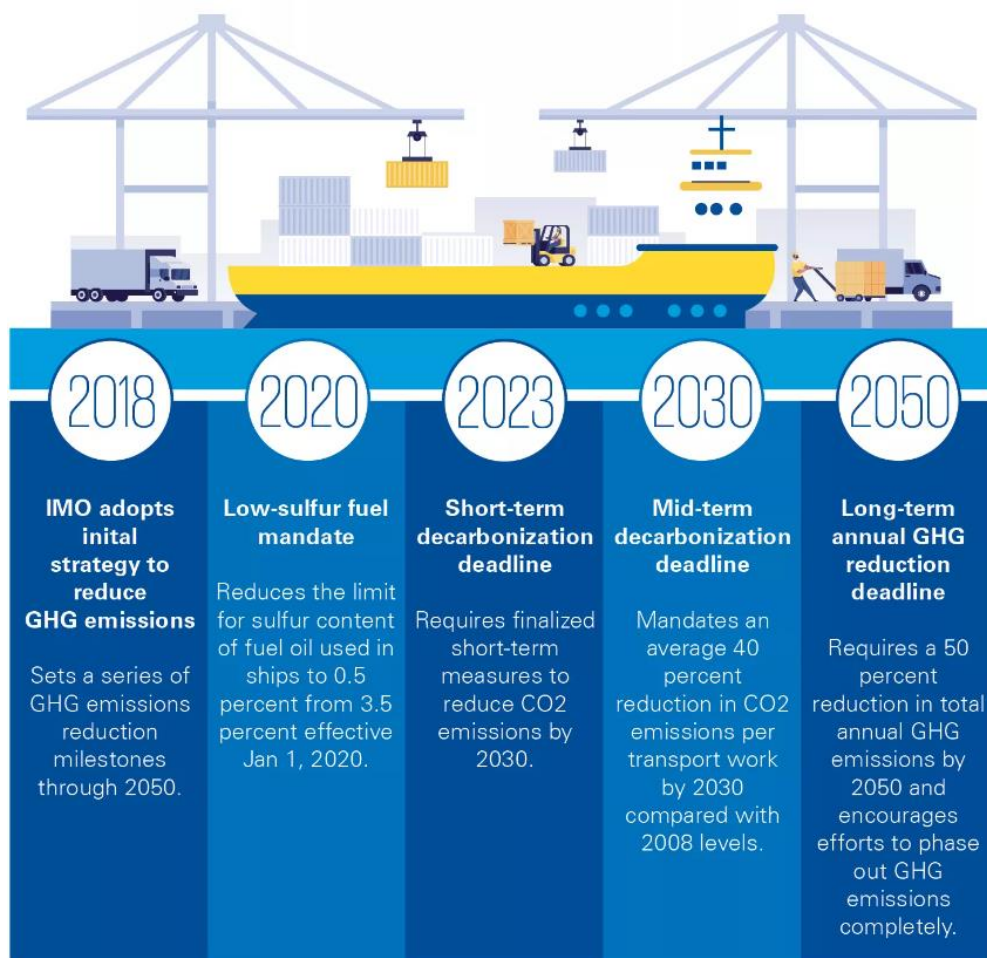 2018
IMO adopts
inital
strategy to
reduce
GHG emissions
Sets a series of
GHG emissions
reduction
milestones
through 2050.
2020
Low-sulfur fuel
mandate
Reduces the limit
for sulfur content
of fuel oil used in
ships to 0.5
percent from 3.5
percent effective
Jan 1, 2020.
2023
Short-term
decarbonization
deadline
Requires finalized
short-term
measures to
reduce CO2
emissions by
2030.
2030
Mid-term
decarbonization
deadline
Mandates an
average 40
percent
reduction in CO2
emissions per
transport work
by 2030
compared with
2008 levels.
2050
Long-term
annual GHG
reduction
deadline
Requires a 50
percent
reduction in total
annual GHG
emissions by
2050 and
encourages
efforts to phase
out GHG
emissions
completely.